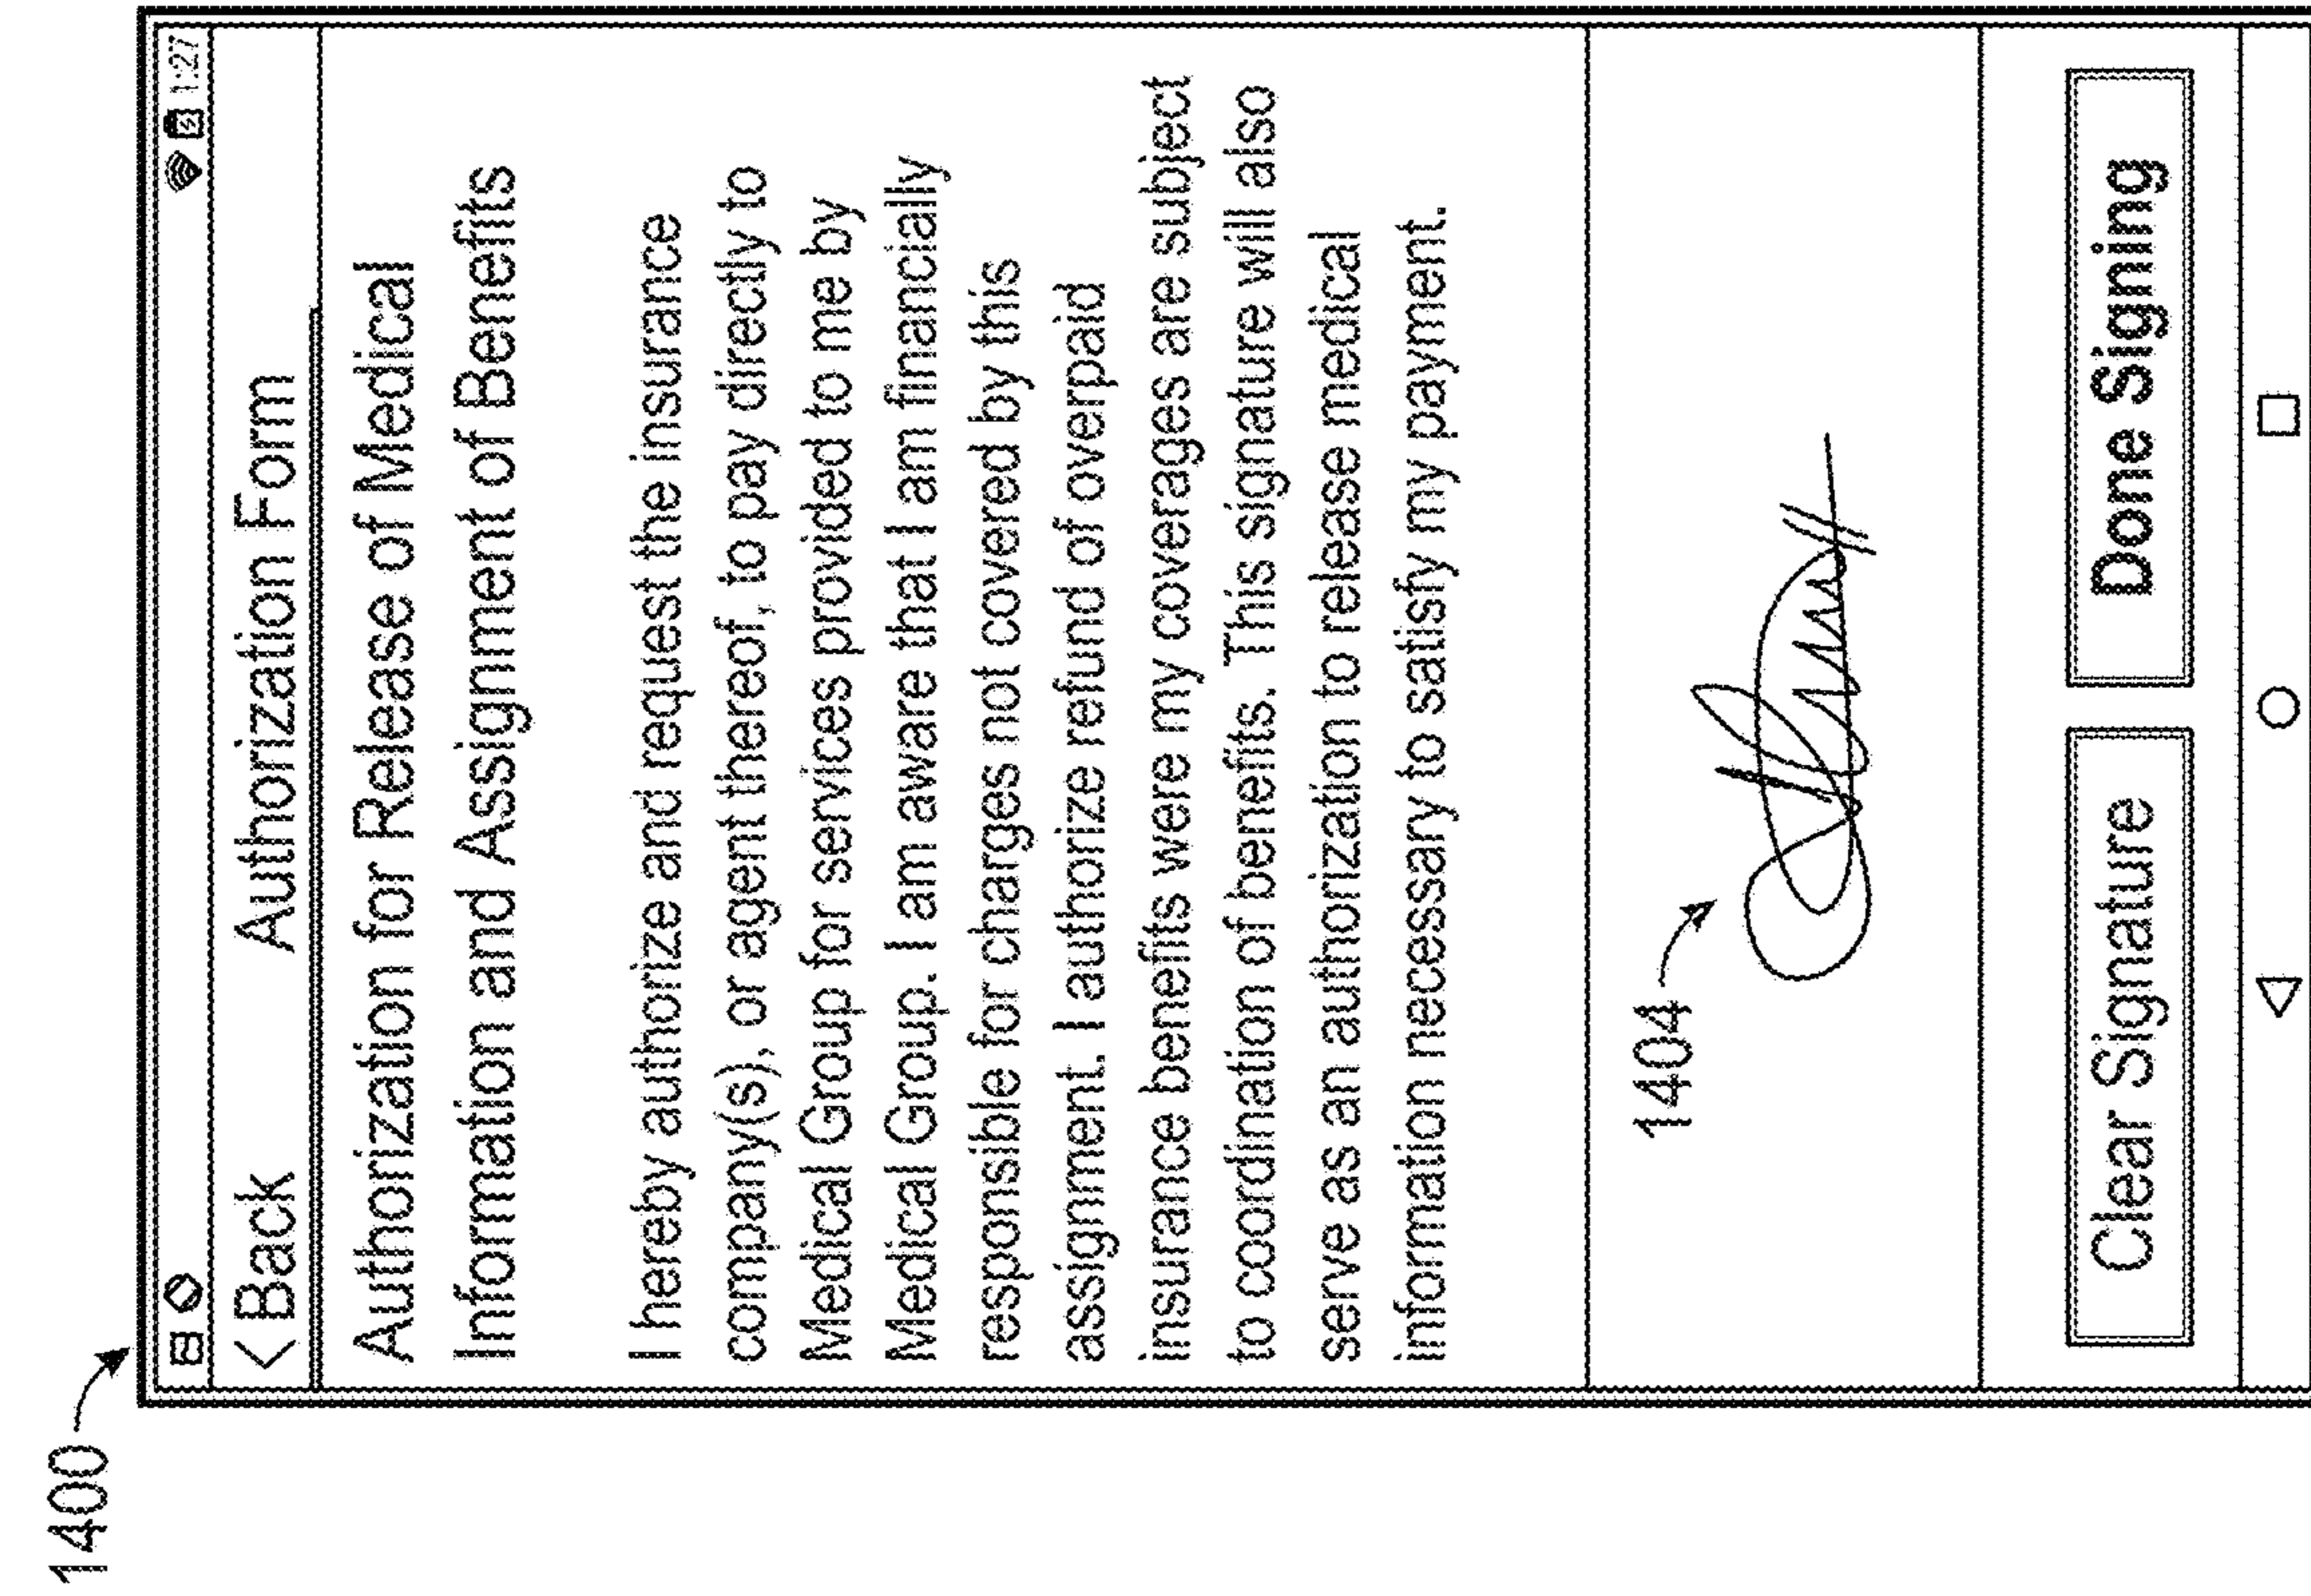 1400
1:27
< Back Authorization Form
Authorization for Release of Medical
Information and Assignment of Benefits
I hereby authorize and request the insurance
company(s), or agent thereof, to pay directly to
Medical Group for services provided to me by
Medical Group. I am aware that I am financially
responsible for charges not covered by this
assignment. I authorize refund of overpaid
insurance benefits were my coverages are subject
to coordination of benefits. This signature will also
serve as an authorization to release medical
information necessary to satisfy my payment.
1404
Clear Signature Done Signing